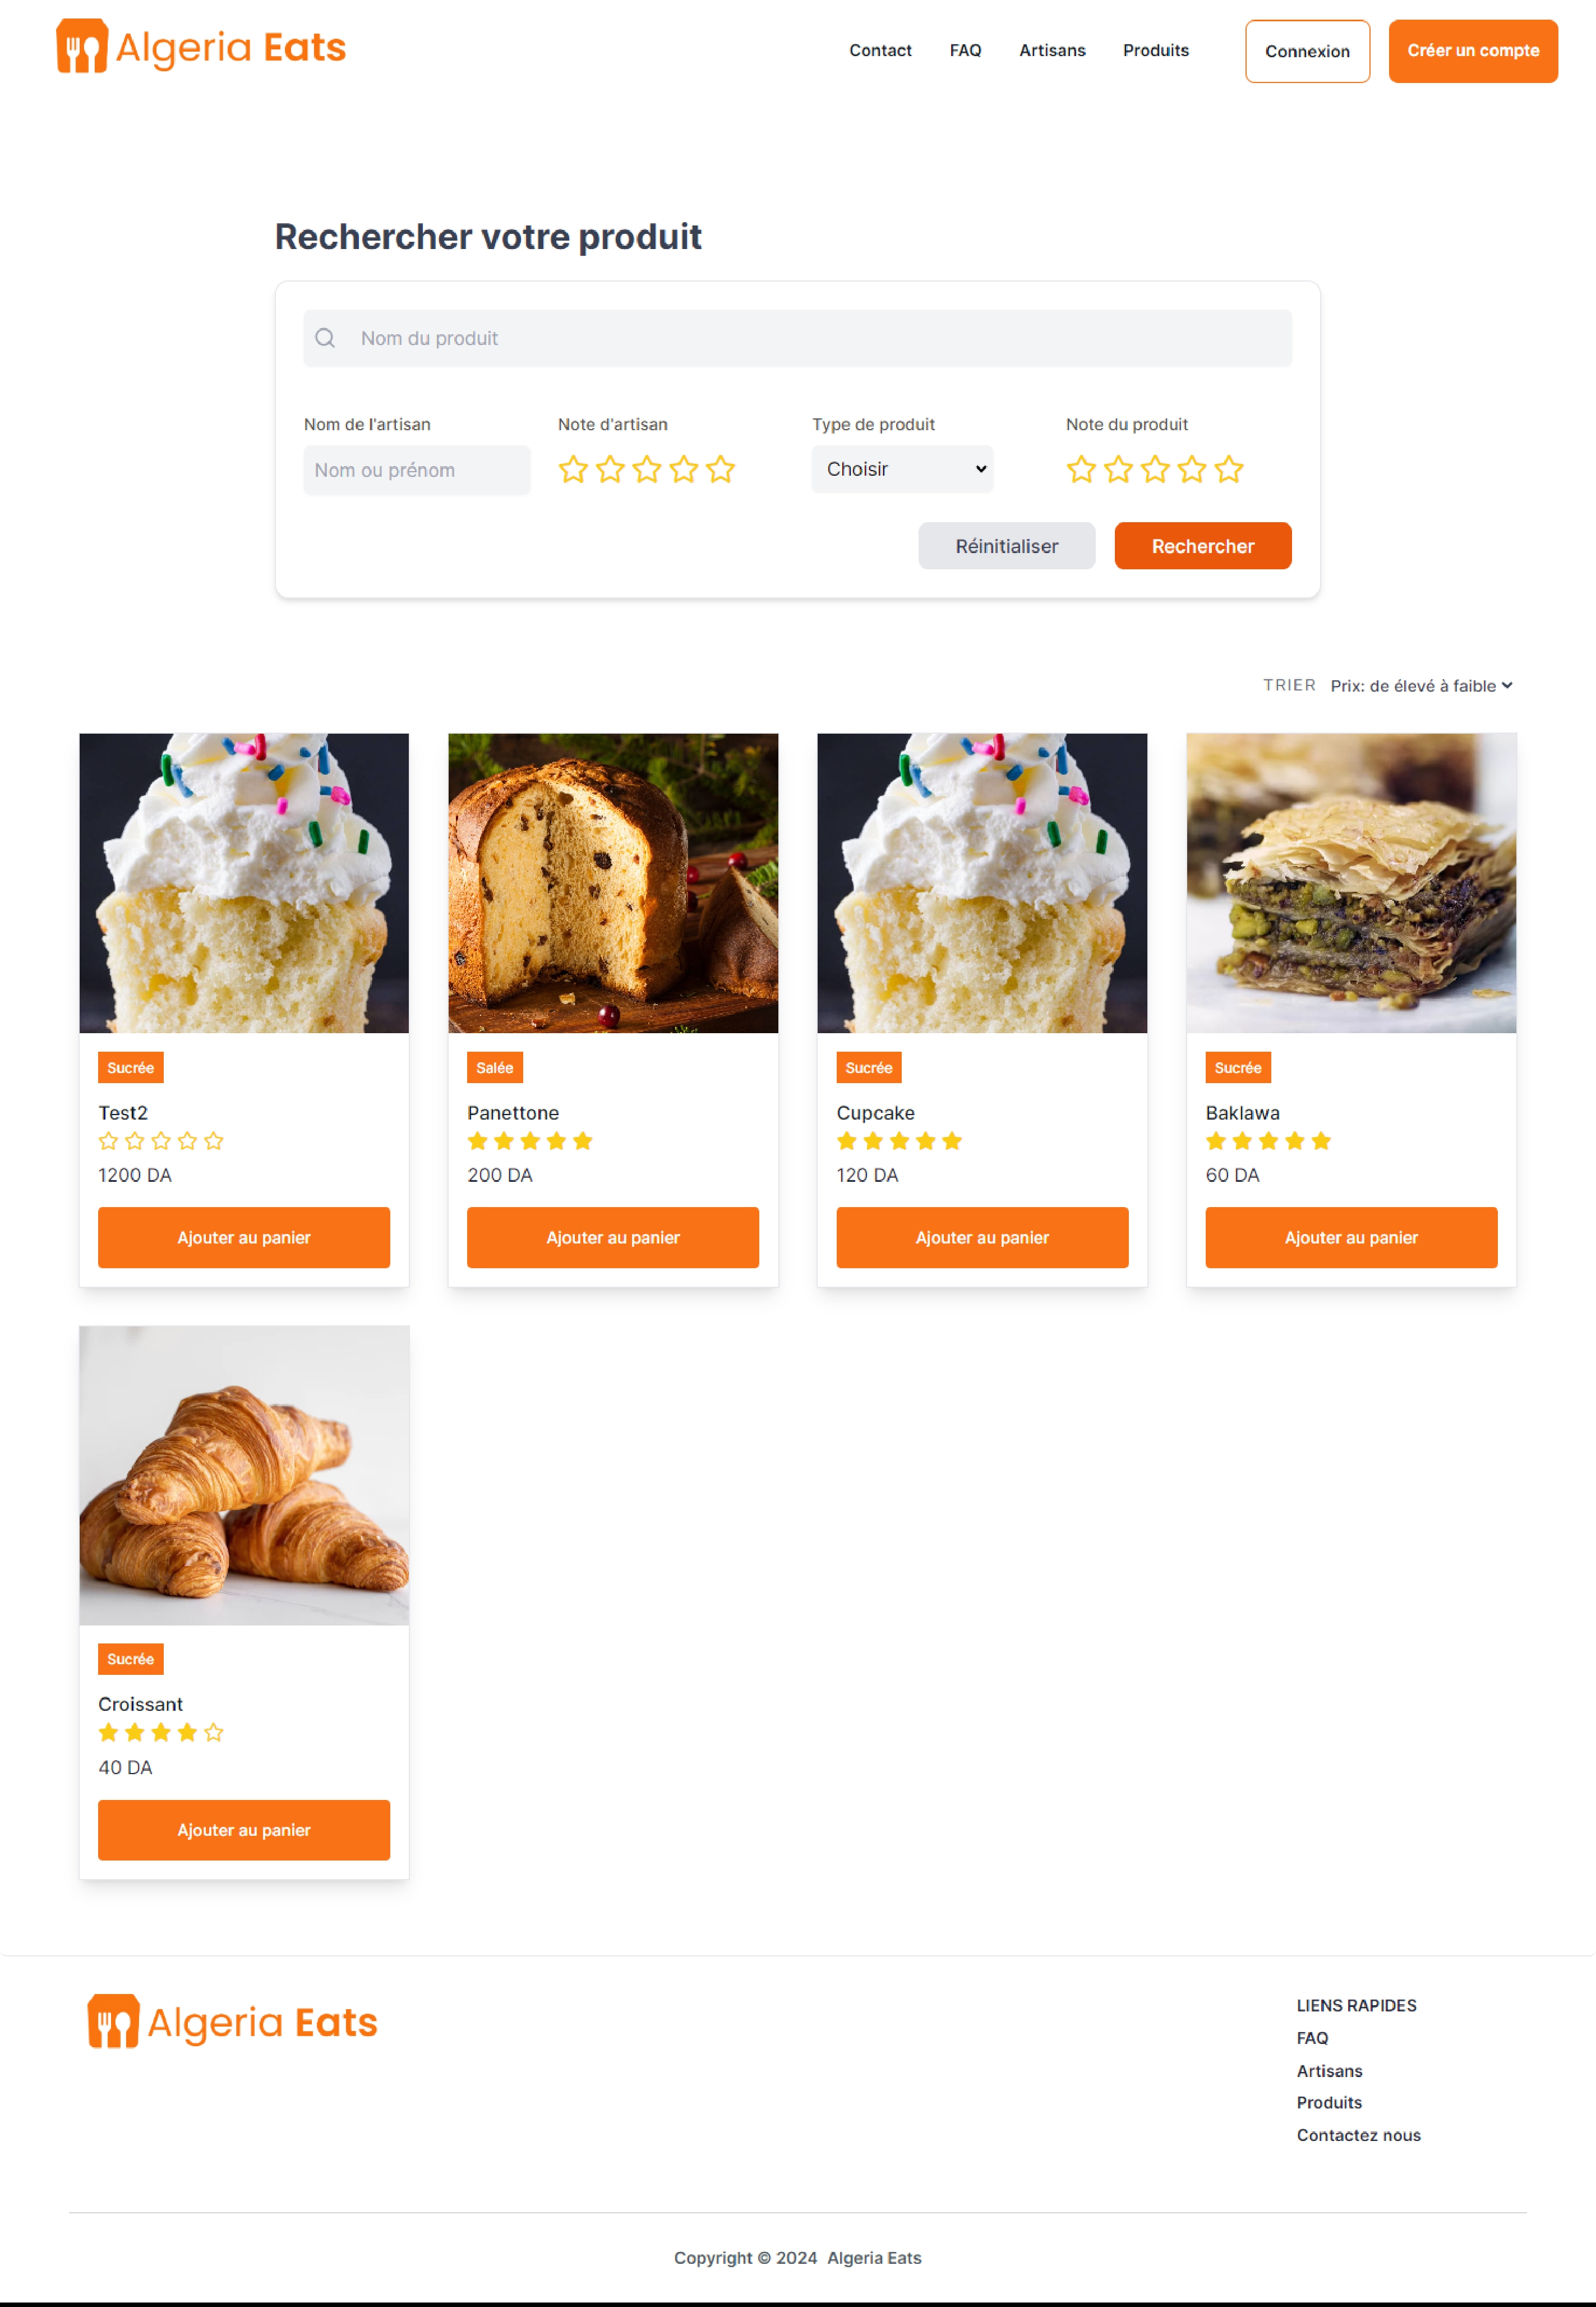 Algeria Eats
Contact FAQ Artisans Produits Connexion Créer un compte
Rechercher votre produit
Nom du produit
Nom de l'artisan Note d'artisan Type de produit Note du produit
Nom ou prénom Choisir
Réinitialiser Rechercher
TRIER Prix: de élevé à faible
Sucrée
Test2
1200 DA
Ajouter au panier
Salée
Panettone
200 DA
Ajouter au panier
Sucrée
Cupcake
120 DA
Ajouter au panier
Sucrée
Baklawa
60 DA
Ajouter au panier
Sucrée
Croissant
40 DA
Ajouter au panier
Algeria Eats
LIENS RAPIDES
FAQ
Artisans
Produits
Contactez nous
Copyright © 2024 Algeria Eats